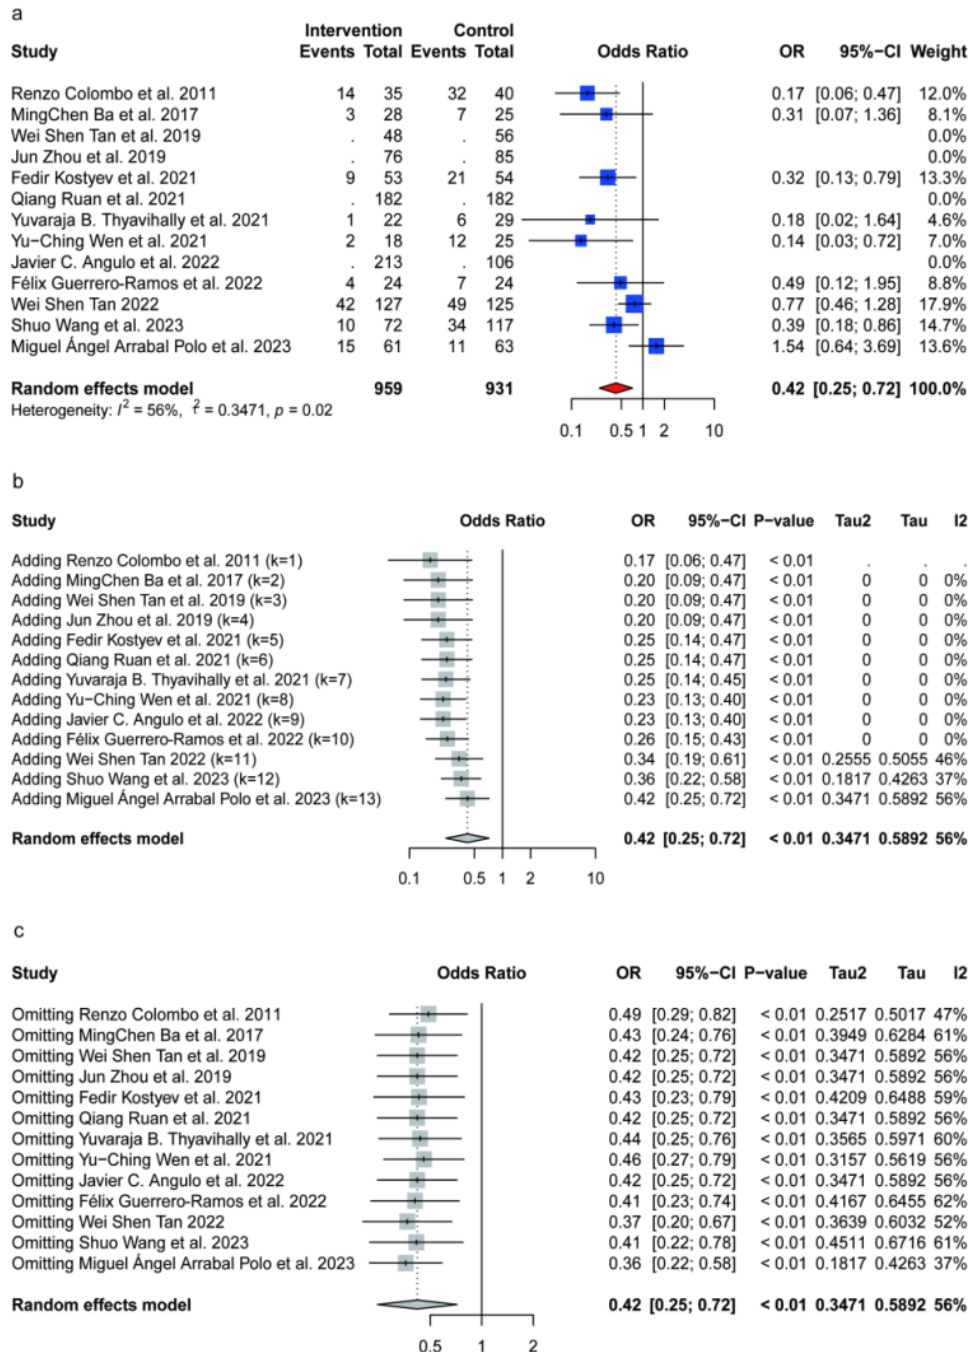 a
Intervention Control
Study Events Total Events Total Odds Ratio OR 95%−CI Weight
Renzo Colombo et al. 2011 14 35 32 40 0.17 [0.06; 0.47] 12.0%
MingChen Ba et al. 2017 3 28 7 25 0.31 [0.07; 1.36] 8.1%
Wei Shen Tan et al. 2019 . 48 . 56 0.0%
Jun Zhou et al. 2019 . 76 . 85 0.0%
Fedir Kostyev et al. 2021 9 53 21 54 0.32 [0.13; 0.79] 13.3%
Qiang Ruan et al. 2021 . 182 . 182 0.0%
Yuvaraja B. Thyavihally et al. 2021 1 22 6 29 0.18 [0.02; 1.64] 4.6%
Yu−Ching Wen et al. 2021 2 18 12 25 0.14 [0.03; 0.72] 7.0%
Javier C. Angulo et al. 2022 . 213 . 106 0.0%
Félix Guerrero-Ramos et al. 2022 4 24 7 24 0.49 [0.12; 1.95] 8.8%
Wei Shen Tan 2022 42 127 49 125 0.77 [0.46; 1.28] 17.9%
Shuo Wang et al. 2023 10 72 34 117 0.39 [0.18; 0.86] 14.7%
Miguel Ángel Arrabal Polo et al. 2023 15 61 11 63 1.54 [0.64; 3.69] 13.6%
Random effects model 959 931 0.42 [0.25; 0.72] 100.0%
Heterogeneity: I² = 56%, τ² = 0.3471, p = 0.02
0.1 0.5 1 2 10
b
Study Odds Ratio OR 95%−CI P−value Tau2 Tau I2
Adding Renzo Colombo et al. 2011 (k=1) 0.17 [0.06; 0.47] < 0.01 . . .
Adding MingChen Ba et al. 2017 (k=2) 0.20 [0.09; 0.47] < 0.01 0 0 0%
Adding Wei Shen Tan et al. 2019 (k=3) 0.20 [0.09; 0.47] < 0.01 0 0 0%
Adding Jun Zhou et al. 2019 (k=4) 0.20 [0.09; 0.47] < 0.01 0 0 0%
Adding Fedir Kostyev et al. 2021 (k=5) 0.25 [0.14; 0.47] < 0.01 0 0 0%
Adding Qiang Ruan et al. 2021 (k=6) 0.25 [0.14; 0.47] < 0.01 0 0 0%
Adding Yuvaraja B. Thyavihally et al. 2021 (k=7) 0.25 [0.14; 0.45] < 0.01 0 0 0%
Adding Yu−Ching Wen et al. 2021 (k=8) 0.23 [0.13; 0.40] < 0.01 0 0 0%
Adding Javier C. Angulo et al. 2022 (k=9) 0.23 [0.13; 0.40] < 0.01 0 0 0%
Adding Félix Guerrero-Ramos et al. 2022 (k=10) 0.26 [0.15; 0.43] < 0.01 0 0 0%
Adding Wei Shen Tan 2022 (k=11) 0.34 [0.19; 0.61] < 0.01 0.2555 0.5055 46%
Adding Shuo Wang et al. 2023 (k=12) 0.36 [0.22; 0.58] < 0.01 0.1817 0.4263 37%
Adding Miguel Ángel Arrabal Polo et al. 2023 (k=13) 0.42 [0.25; 0.72] < 0.01 0.3471 0.5892 56%
Random effects model 0.42 [0.25; 0.72] < 0.01 0.3471 0.5892 56%
0.1 0.5 1 2 10
c
Study Odds Ratio OR 95%−CI P−value Tau2 Tau I2
Omitting Renzo Colombo et al. 2011 0.49 [0.29; 0.82] < 0.01 0.2517 0.5017 47%
Omitting MingChen Ba et al. 2017 0.43 [0.24; 0.76] < 0.01 0.3949 0.6284 61%
Omitting Wei Shen Tan et al. 2019 0.42 [0.25; 0.72] < 0.01 0.3471 0.5892 56%
Omitting Jun Zhou et al. 2019 0.42 [0.25; 0.72] < 0.01 0.3471 0.5892 56%
Omitting Fedir Kostyev et al. 2021 0.43 [0.23; 0.79] < 0.01 0.4209 0.6488 59%
Omitting Qiang Ruan et al. 2021 0.42 [0.25; 0.72] < 0.01 0.3471 0.5892 56%
Omitting Yuvaraja B. Thyavihally et al. 2021 0.44 [0.25; 0.76] < 0.01 0.3565 0.5971 60%
Omitting Yu−Ching Wen et al. 2021 0.46 [0.27; 0.79] < 0.01 0.3157 0.5619 56%
Omitting Javier C. Angulo et al. 2022 0.42 [0.25; 0.72] < 0.01 0.3471 0.5892 56%
Omitting Félix Guerrero-Ramos et al. 2022 0.41 [0.23; 0.74] < 0.01 0.4167 0.6455 62%
Omitting Wei Shen Tan 2022 0.37 [0.20; 0.67] < 0.01 0.3639 0.6032 52%
Omitting Shuo Wang et al. 2023 0.41 [0.22; 0.78] < 0.01 0.4511 0.6716 61%
Omitting Miguel Ángel Arrabal Polo et al. 2023 0.36 [0.22; 0.58] < 0.01 0.1817 0.4263 37%
Random effects model 0.42 [0.25; 0.72] < 0.01 0.3471 0.5892 56%
0.5 1 2